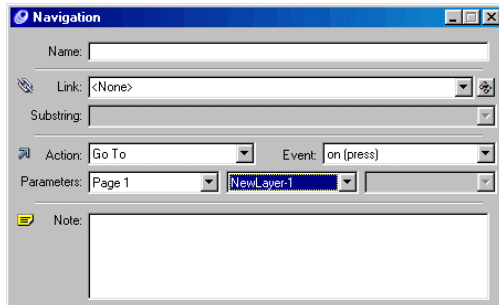 Navigation
Name:
Link: <None>
Substring:
Action: Go To Event: on (press)
Parameters: Page 1 NewLayer-1
Note: